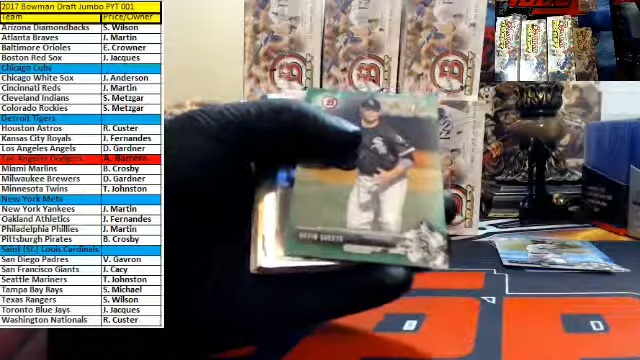 2017 Bowman Draft Jumbo PYT 001
Team Price/Owner
Arizona Diamondbacks S. Wilson
Atlanta Braves J. Martin
Baltimore Orioles E. Crowner
Boston Red Sox J. Jacques
Chicago Cubs
Chicago White Sox J. Anderson
Cincinnati Reds J. Martin
Cleveland Indians S. Metzgar
Colorado Rockies S. Metzgar
Detroit Tigers
Houston Astros R. Custer
Kansas City Royals J. Fernandes
Los Angeles Angels D. Gardner
Los Angeles Dodgers A. Barrera
Miami Marlins B. Crosby
Milwaukee Brewers D. Gardner
Minnesota Twins T. Johnston
New York Mets
New York Yankees J. Martin
Oakland Athletics J. Fernandes
Philadelphia Phillies J. Martin
Pittsburgh Pirates B. Crosby
Saint (St.) Louis Cardinals
San Diego Padres V. Gavron
San Francisco Giants J. Cacy
Seattle Mariners T. Johnston
Tampa Bay Rays S. Michael
Texas Rangers S. Wilson
Toronto Blue Jays J. Jacques
Washington Nationals R. Custer